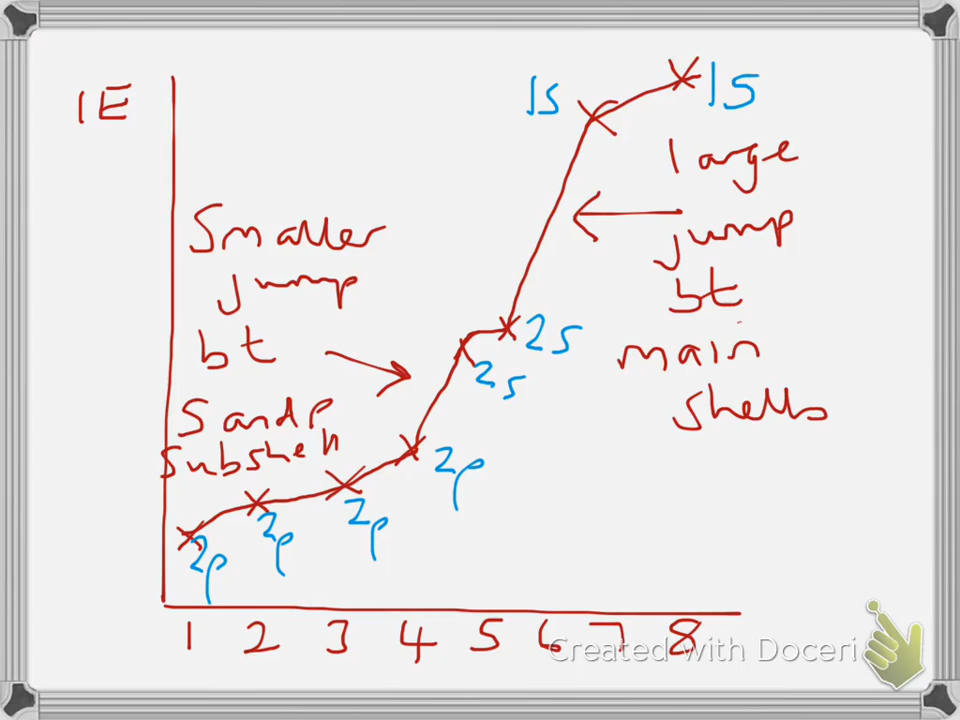 IE
1s
1s
Smaller
jump
bt
s and p
subshell
large
jump
bt
main
shells
2s
2s
2p
2p
2p
2p
1 2 3 4 5 6 7 8
Created with Doceri